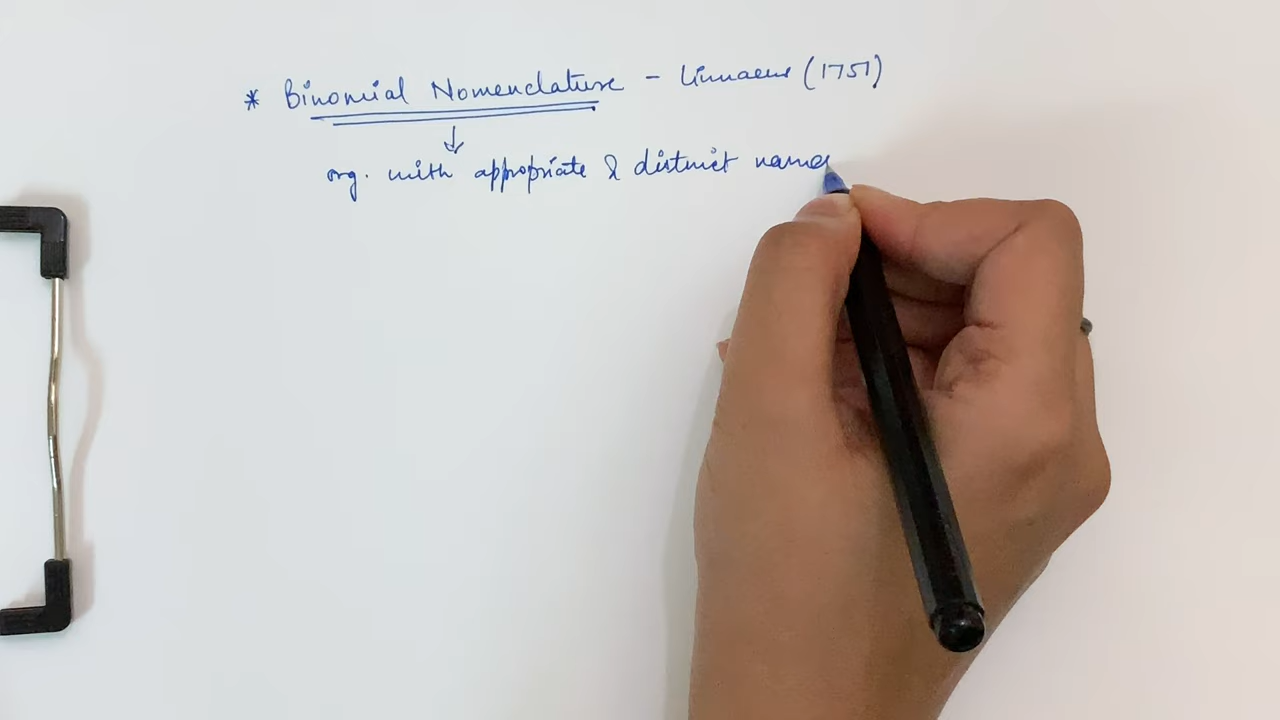 * Binomial Nomenclature - Linnaeus (1751)
↓
org. with appropriate & distinct names